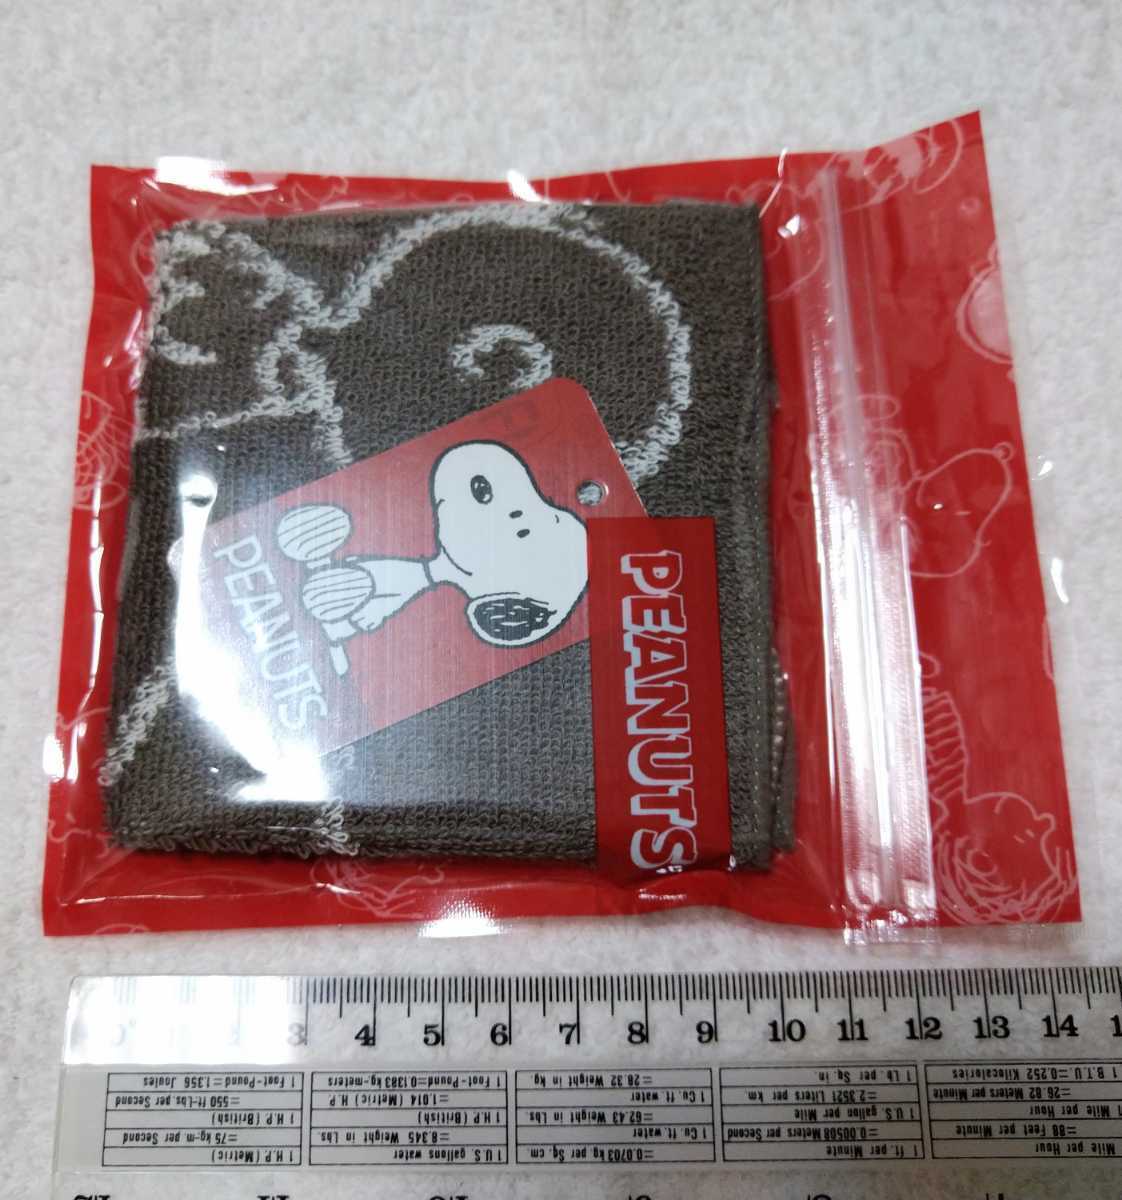 PEANUTS
PEANUTS
3 4 5 6 7 8 9 10 11 12 13 14
1 Foot-Pound=1.356 Joules
=550 ft-Lbs. per Second
1 H.P. (British)
=75 kg-m. per Second
1 H.P. (Metric)
1 Foot-Pound=0.1383 kg-meters
=1.014 (Metric) H.P.
1 H.P (British)
=8.345 Weight in Lbs.
1 U.S. gallons water
=28.32 Weight in kg
1 Cu ft. water
=62.43 Weight in Lbs
1 Cu. ft. water
=0.0703 kg per Sq. cm.
1 Lb per Sq. in.
=2.3521 Liters per km.
1 U.S. gallon per Mile
=0.00508 Meters per Second
1 ft. per Minute
1 B.T.U.=0.252 Kilocalories
=26.82 Meters per Minute
1 Mile per Hour
=88 Feet per Minute
Mile per Hour